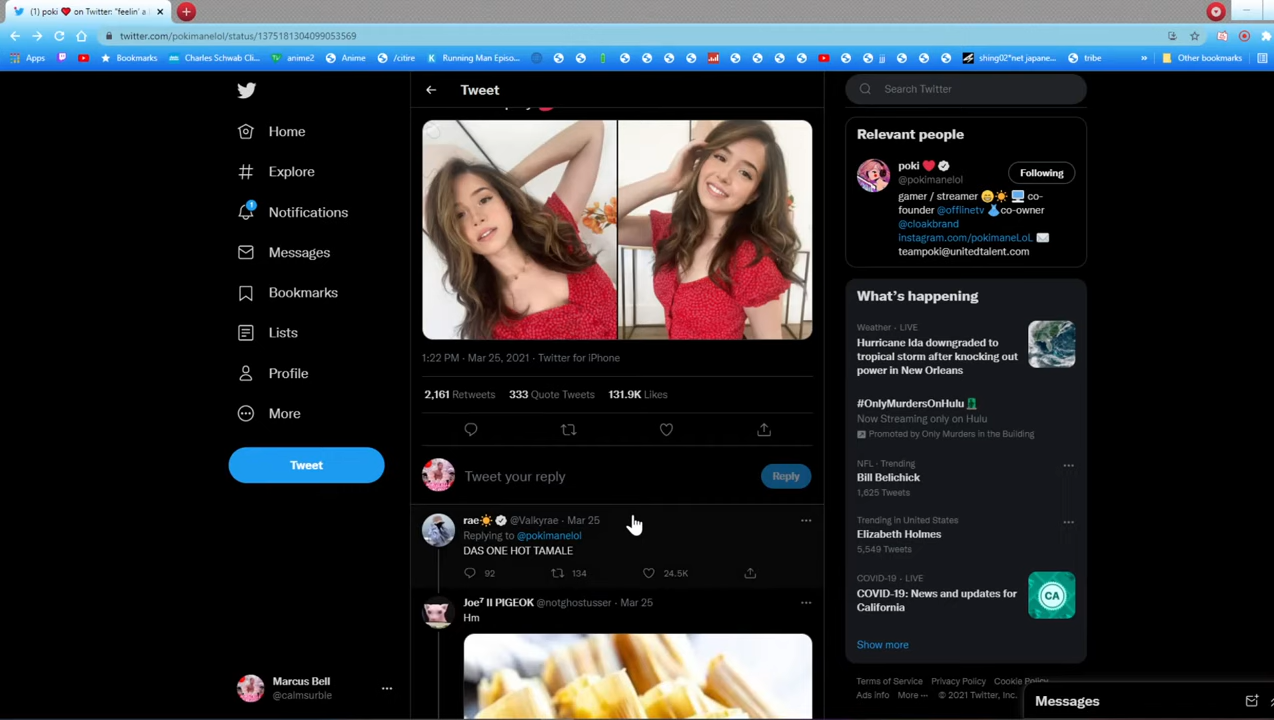 (1) poki ❤ on Twitter: "feelin' a
twitter.com/pokimanelol/status/1375181304099053569
Apps
Bookmarks
Charles Schwab Cli...
anime2
Anime
/citire
Running Man Episo...
jjj
shing02*net japane...
tribe
»
Other bookmarks
Home
Explore
1
Notifications
Messages
Bookmarks
Lists
Profile
More
Tweet
Marcus Bell
@calmsurbie
Tweet
1:22 PM · Mar 25, 2021 · Twitter for iPhone
2,161 Retweets 333 Quote Tweets 131.9K Likes
Tweet your reply
Reply
rae☀ @Valkyrae · Mar 25
Replying to @pokimanelol
DAS ONE HOT TAMALE
92 134 24.5K
Joe⁷ II PIGEOK @notghostusser · Mar 25
Hm
Search Twitter
Relevant people
poki ❤
@pokimanelol
Following
gamer / streamer 😁☀ 🖥 co-
founder @offlinetv 👗co-owner
@cloakbrand
instagram.com/pokimaneLoL ✉
teampoki@unitedtalent.com
What's happening
Weather · LIVE
Hurricane Ida downgraded to
tropical storm after knocking out
power in New Orleans
#OnlyMurdersOnHulu
Now Streaming only on Hulu
Promoted by Only Murders in the Building
NFL · Trending
Bill Belichick
1,625 Tweets
Trending in United States
Elizabeth Holmes
5,549 Tweets
COVID-19 · LIVE
COVID-19: News and updates for
California
CA
Show more
Terms of Service Privacy Policy Cookie Policy
Ads info More ··· © 2021 Twitter, Inc.
Messages